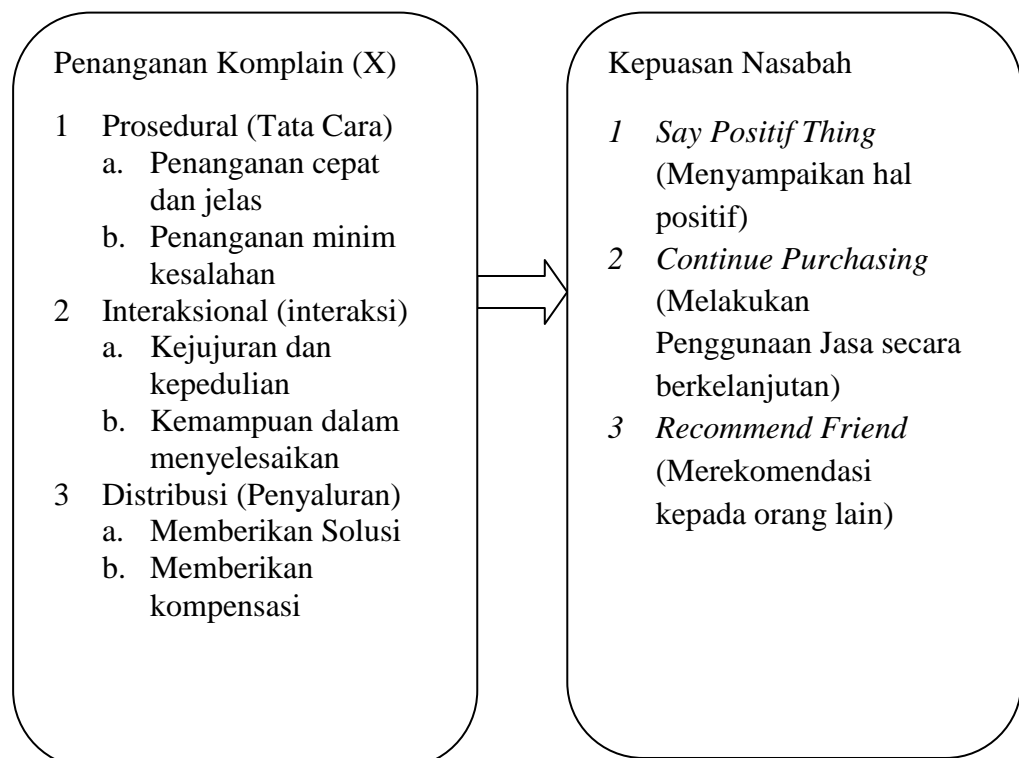 Penanganan Komplain (X)
1 Prosedural (Tata Cara)
a. Penanganan cepat
dan jelas
b. Penanganan minim
kesalahan
2 Interaksional (interaksi)
a. Kejujuran dan
kepedulian
b. Kemampuan dalam
menyelesaikan
3 Distribusi (Penyaluran)
a. Memberikan Solusi
b. Memberikan
kompensasi
Kepuasan Nasabah
1 Say Positif Thing
(Menyampaikan hal
positif)
2 Continue Purchasing
(Melakukan
Penggunaan Jasa secara
berkelanjutan)
3 Recommend Friend
(Merekomendasi
kepada orang lain)